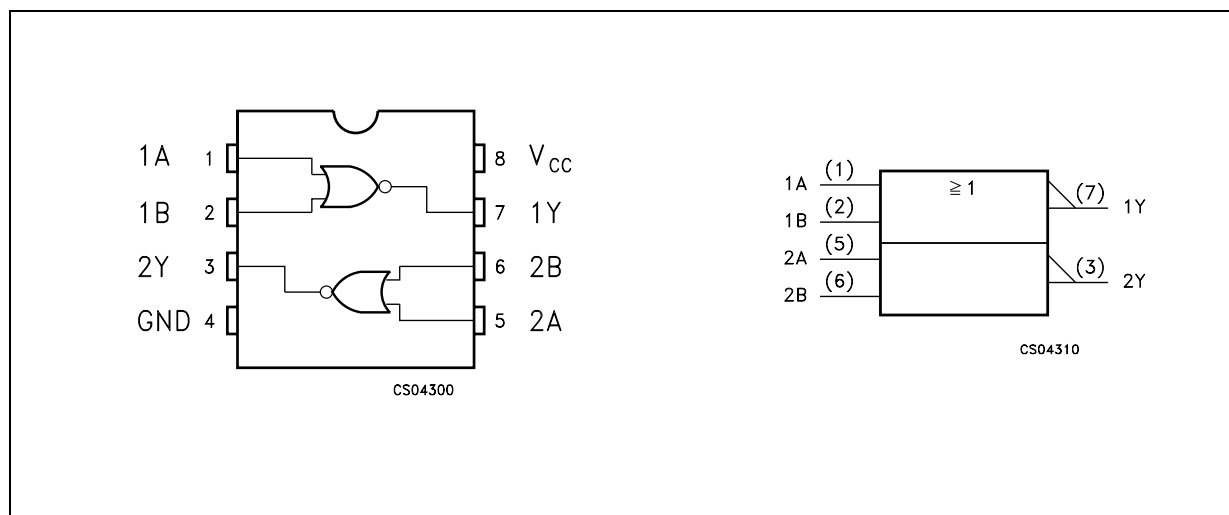 1A 1 8 VCC
1B 2 7 1Y
2Y 3 6 2B
GND 4 5 2A
CS04300
≧ 1
1A (1) (7) 1Y
1B (2)
2A (5) (3) 2Y
2B (6)
CS04310